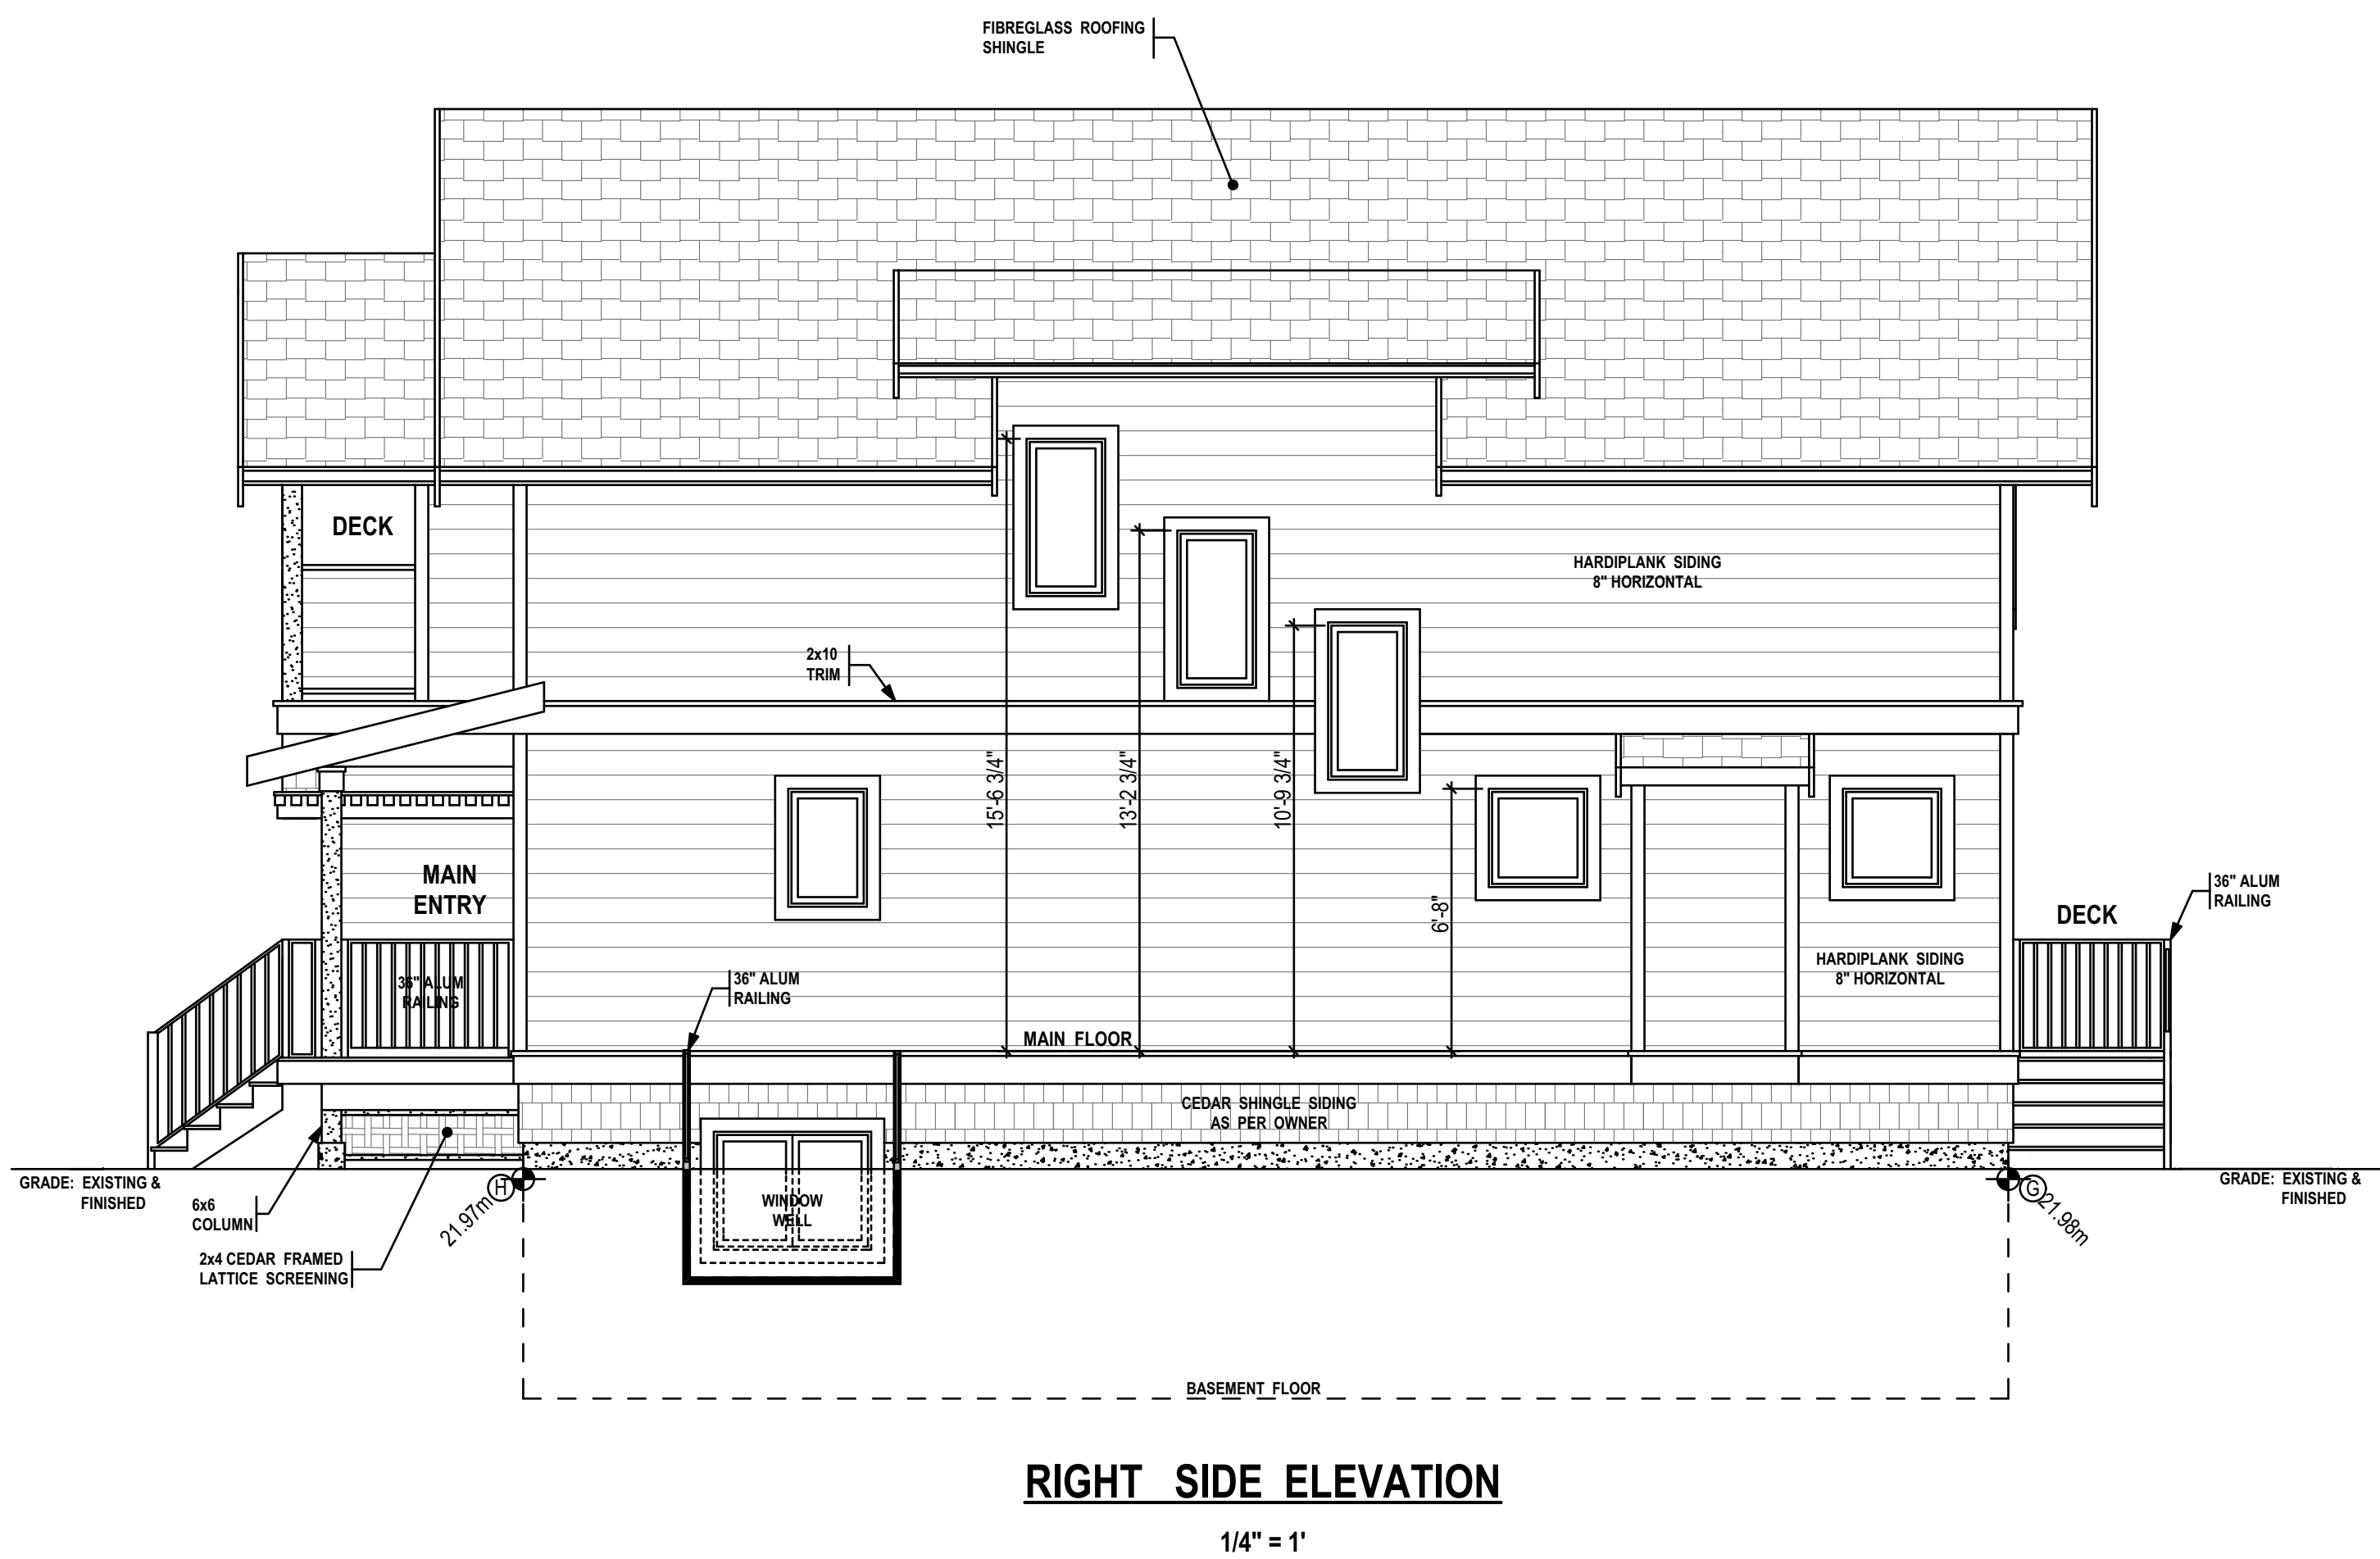 FIBREGLASS ROOFING
SHINGLE
DECK
HARDIPLANK SIDING
8" HORIZONTAL
2x10
TRIM
15'-6 3/4"
13'-2 3/4"
10'-9 3/4"
6'-8"
MAIN
ENTRY
36" ALUM
RAILING
DECK
36" ALUM
RAILING
36" ALUM
RAILING
HARDIPLANK SIDING
8" HORIZONTAL
MAIN FLOOR
CEDAR SHINGLE SIDING
AS PER OWNER
GRADE: EXISTING &
FINISHED
6x6
COLUMN
H
21.97m
WINDOW
WELL
G
21.98m
GRADE: EXISTING &
FINISHED
2x4 CEDAR FRAMED
LATTICE SCREENING
BASEMENT FLOOR
RIGHT SIDE ELEVATION
1/4" = 1'